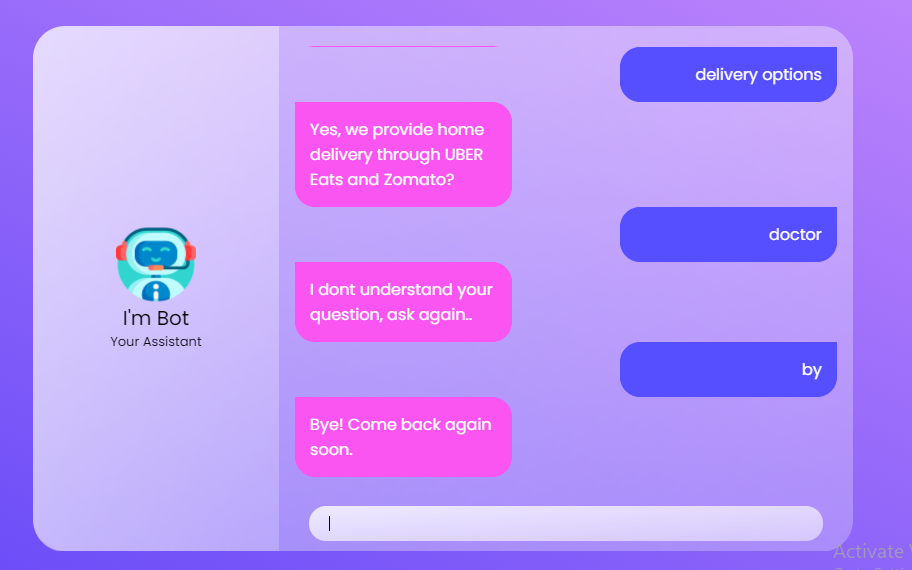 I'm Bot
Your Assistant
delivery options
Yes, we provide home
delivery through UBER
Eats and Zomato?
doctor
I dont understand your
question, ask again..
by
Bye! Come back again
soon.
Activate